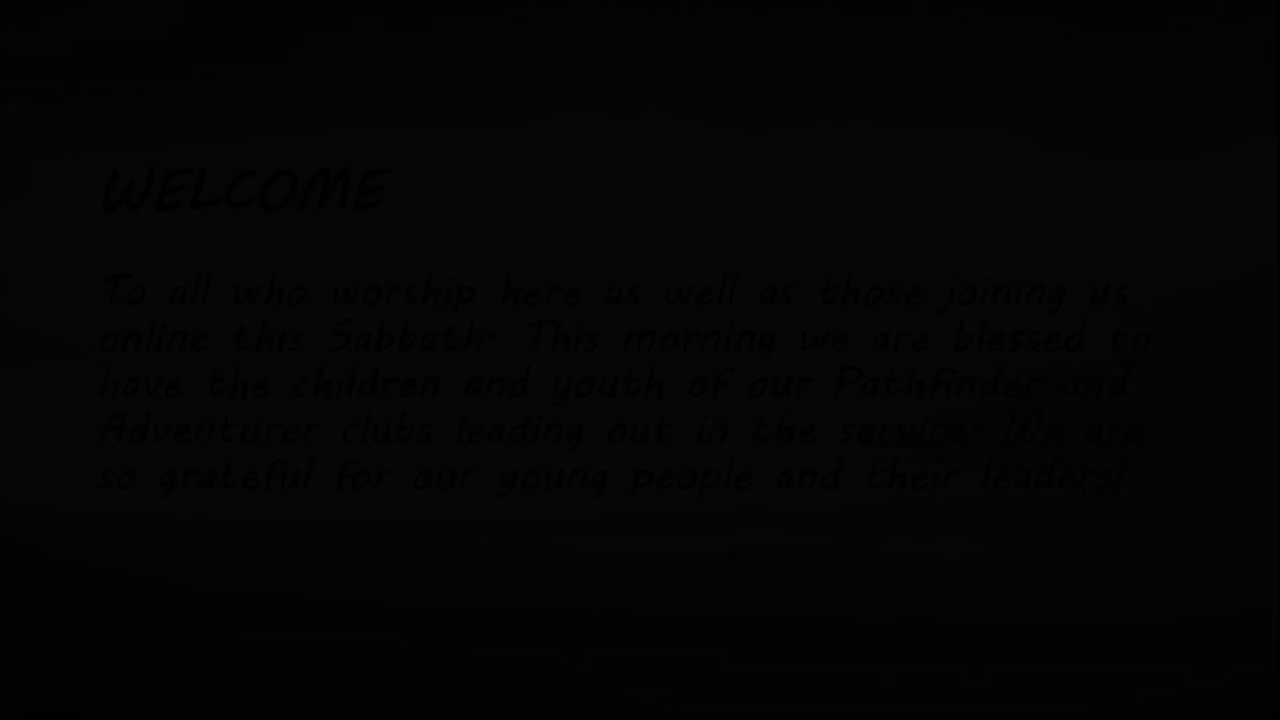 WELCOME
To all who worship here as well as those joining us
online this Sabbath. This morning we are blessed to
have the children and youth of our Pathfinder and
Adventurer clubs leading out in the service. We are
so grateful for our young people and their leaders!